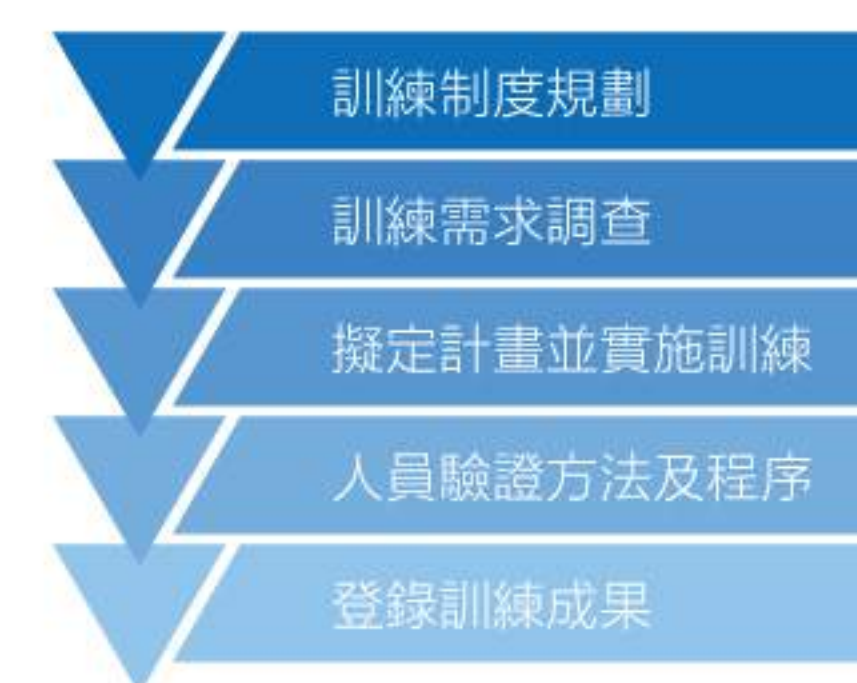 訓練制度規劃
訓練需求調查
擬定計畫並實施訓練
人員驗證方法及程序
登錄訓練成果